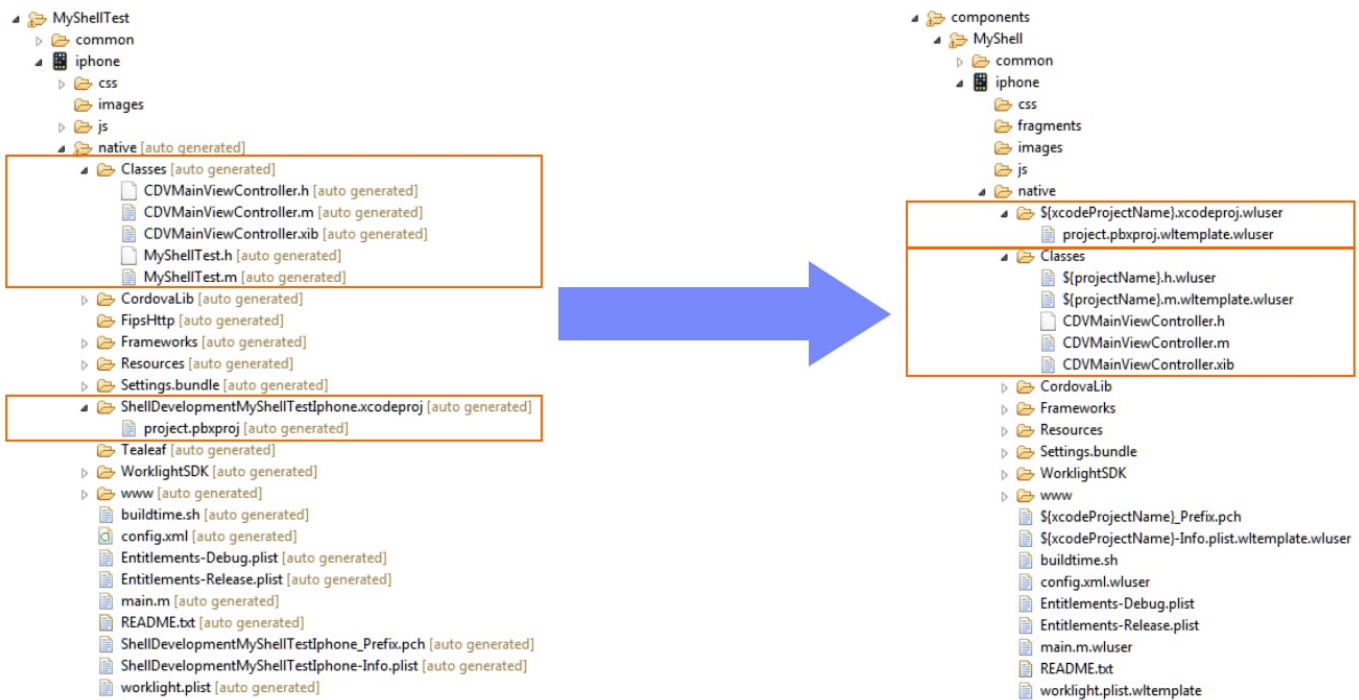 MyShellTest
common
iphone
css
images
js
native [auto generated]
Classes [auto generated]
CDVMainViewController.h [auto generated]
CDVMainViewController.m [auto generated]
CDVMainViewController.xib [auto generated]
MyShellTest.h [auto generated]
MyShellTest.m [auto generated]
CordovaLib [auto generated]
FipsHttp [auto generated]
Frameworks [auto generated]
Resources [auto generated]
Settings.bundle [auto generated]
ShellDevelopmentMyShellTestIphone.xcodeproj [auto generated]
project.pbxproj [auto generated]
Tealeaf [auto generated]
WorklightSDK [auto generated]
www [auto generated]
buildtime.sh [auto generated]
config.xml [auto generated]
Entitlements-Debug.plist [auto generated]
Entitlements-Release.plist [auto generated]
main.m [auto generated]
README.txt [auto generated]
ShellDevelopmentMyShellTestIphone_Prefix.pch [auto generated]
ShellDevelopmentMyShellTestIphone-Info.plist [auto generated]
worklight.plist [auto generated]
components
MyShell
common
iphone
css
fragments
images
js
native
${xcodeProjectName}.xcodeproj.wluser
project.pbxproj.wltemplate.wluser
Classes
${projectName}.h.wluser
${projectName}.m.wltemplate.wluser
CDVMainViewController.h
CDVMainViewController.m
CDVMainViewController.xib
CordovaLib
Frameworks
Resources
Settings.bundle
WorklightSDK
www
${xcodeProjectName}_Prefix.pch
${xcodeProjectName}-Info.plist.wltemplate.wluser
buildtime.sh
config.xml.wluser
Entitlements-Debug.plist
Entitlements-Release.plist
main.m.wluser
README.txt
worklight.plist.wltemplate